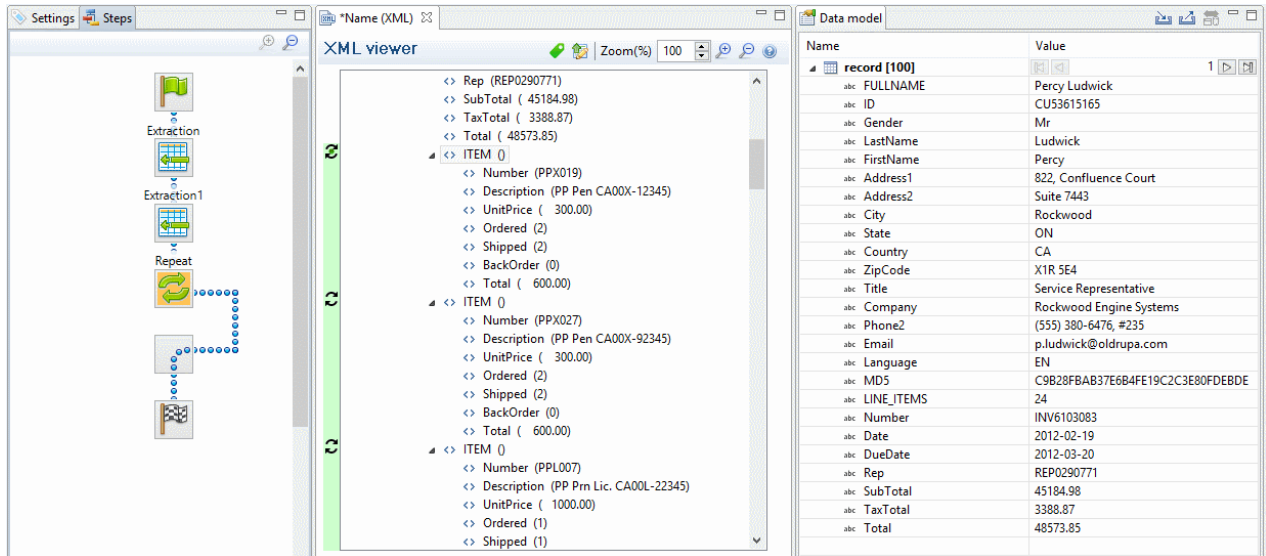 Settings
Steps
Extraction
Extraction1
Repeat
*Name (XML)
XML viewer
Zoom(%) 100
<> Rep (REP0290771)
<> SubTotal ( 45184.98)
<> TaxTotal ( 3388.87)
<> Total ( 48573.85)
<> ITEM ()
<> Number (PPX019)
<> Description (PP Pen CA00X-12345)
<> UnitPrice ( 300.00)
<> Ordered (2)
<> Shipped (2)
<> BackOrder (0)
<> Total ( 600.00)
<> ITEM ()
<> Number (PPX027)
<> Description (PP Pen CA00X-92345)
<> UnitPrice ( 300.00)
<> Ordered (2)
<> Shipped (2)
<> BackOrder (0)
<> Total ( 600.00)
<> ITEM ()
<> Number (PPL007)
<> Description (PP Prn Lic. CA00L-22345)
<> UnitPrice ( 1000.00)
<> Ordered (1)
<> Shipped (1)
Data model
Name Value
record [100] 1
abc FULLNAME Percy Ludwick
abc ID CU53615165
abc Gender Mr
abc LastName Ludwick
abc FirstName Percy
abc Address1 822, Confluence Court
abc Address2 Suite 7443
abc City Rockwood
abc State ON
abc Country CA
abc ZipCode X1R 5E4
abc Title Service Representative
abc Company Rockwood Engine Systems
abc Phone2 (555) 380-6476, #235
abc Email p.ludwick@oldrupa.com
abc Language EN
abc MD5 C9B28FBAB37E6B4FE19C2C3E80FDEBDE
abc LINE_ITEMS 24
abc Number INV6103083
abc Date 2012-02-19
abc DueDate 2012-03-20
abc Rep REP0290771
abc SubTotal 45184.98
abc TaxTotal 3388.87
abc Total 48573.85